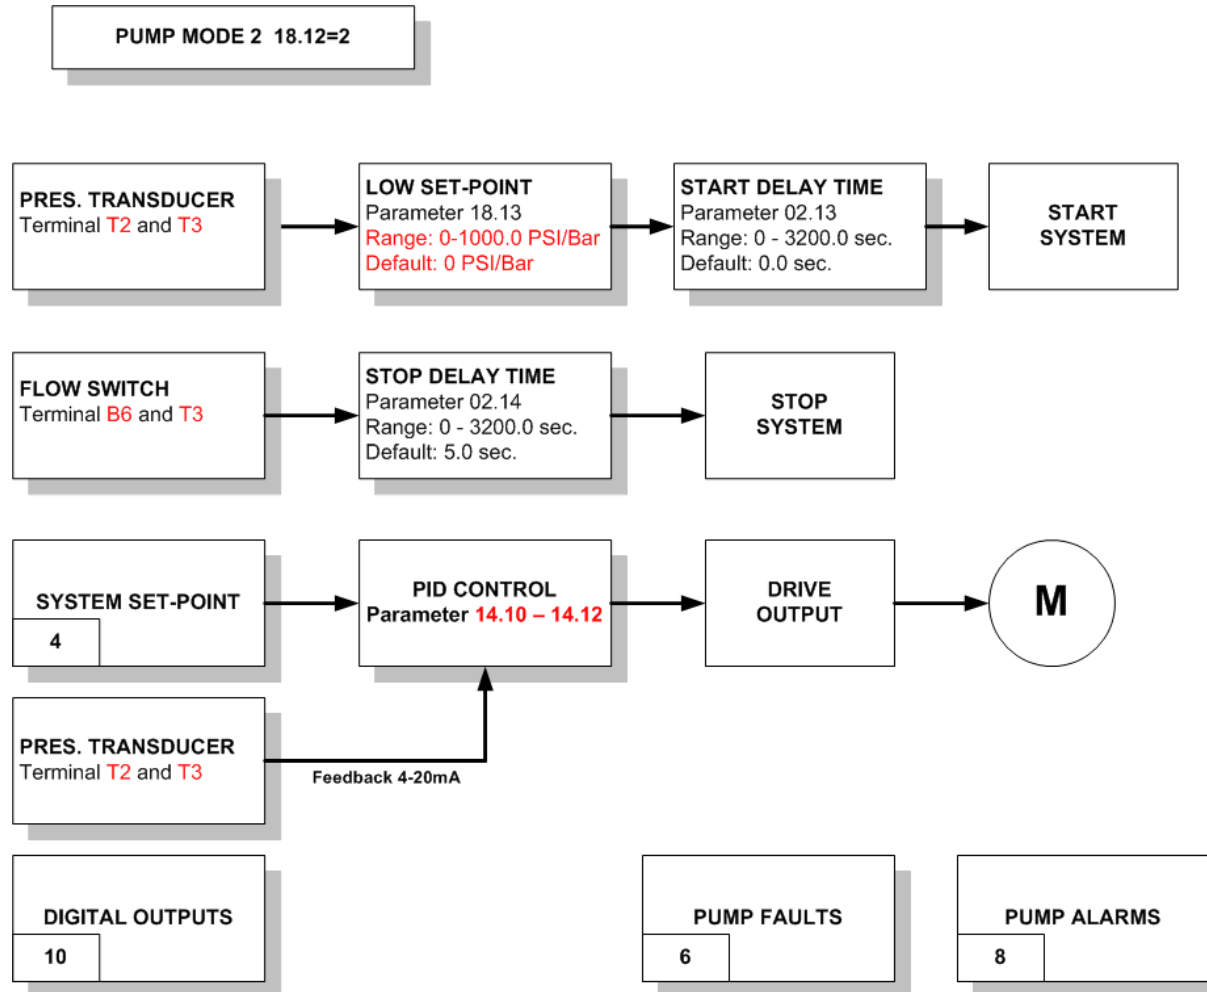 PUMP MODE 2 18.12=2
PRES. TRANSDUCER
Terminal T2 and T3
LOW SET-POINT
Parameter 18.13
Range: 0-1000.0 PSI/Bar
Default: 0 PSI/Bar
START DELAY TIME
Parameter 02.13
Range: 0 - 3200.0 sec.
Default: 0.0 sec.
START
SYSTEM
FLOW SWITCH
Terminal B6 and T3
STOP DELAY TIME
Parameter 02.14
Range: 0 - 3200.0 sec.
Default: 5.0 sec.
STOP
SYSTEM
SYSTEM SET-POINT
4
PID CONTROL
Parameter 14.10 – 14.12
DRIVE
OUTPUT
M
PRES. TRANSDUCER
Terminal T2 and T3
Feedback 4-20mA
DIGITAL OUTPUTS
10
PUMP FAULTS
6
PUMP ALARMS
8